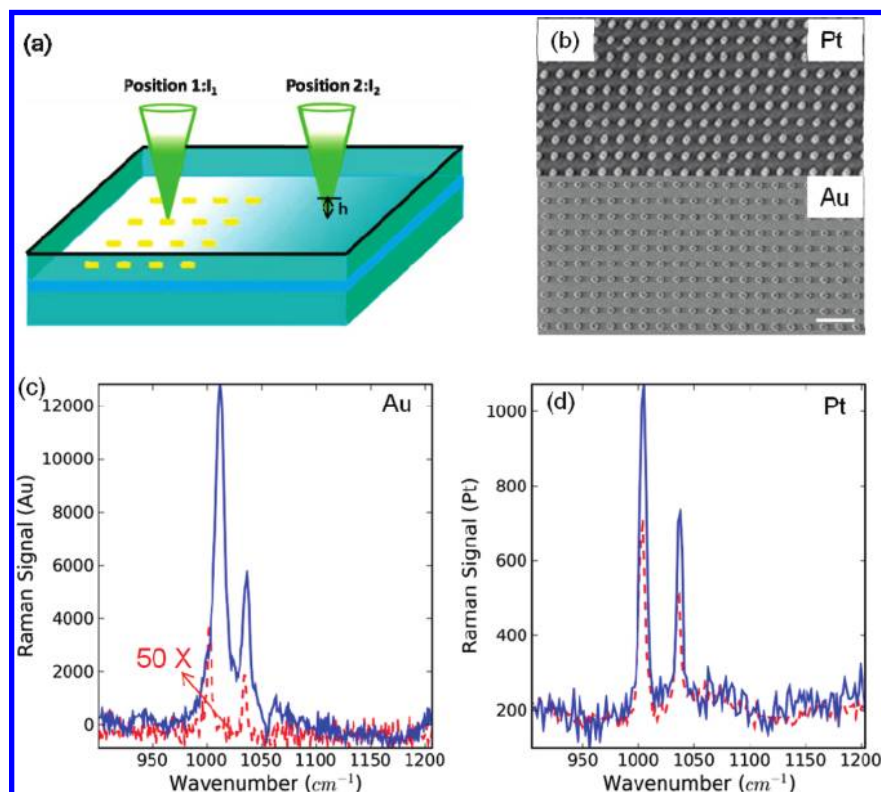 (a)
Position 1:I₁
Position 2:I₂
h
(b)
Pt
Au
(c)
Au
12000
10000
8000
6000
4000
2000
0
Raman Signal (Au)
50 X
950
1000
1050
1100
1150
1200
Wavenumber (cm⁻¹)
(d)
Pt
1000
800
600
400
200
Raman Signal (Pt)
950
1000
1050
1100
1150
1200
Wavenumber (cm⁻¹)